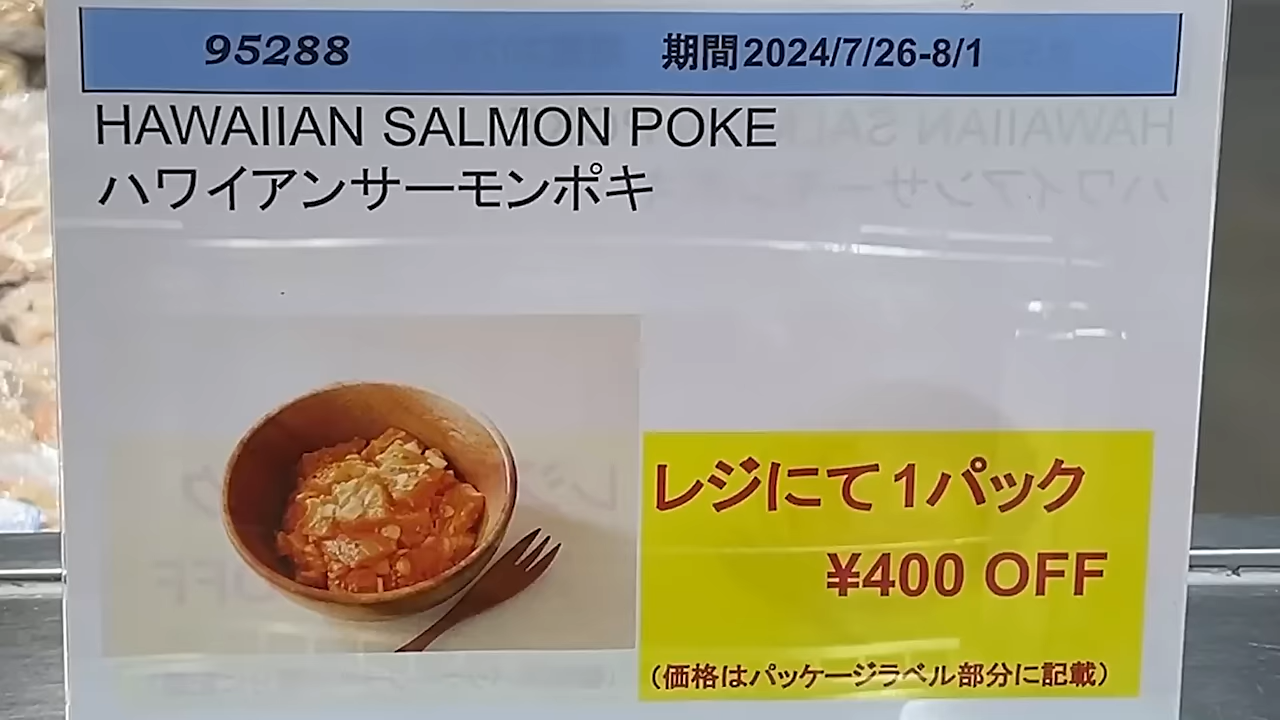 95288 期間2024/7/26-8/1
HAWAIIAN SALMON POKE
ハワイアンサーモンポキ
レジにて1パック
¥400 OFF
(価格はパッケージラベル部分に記載)